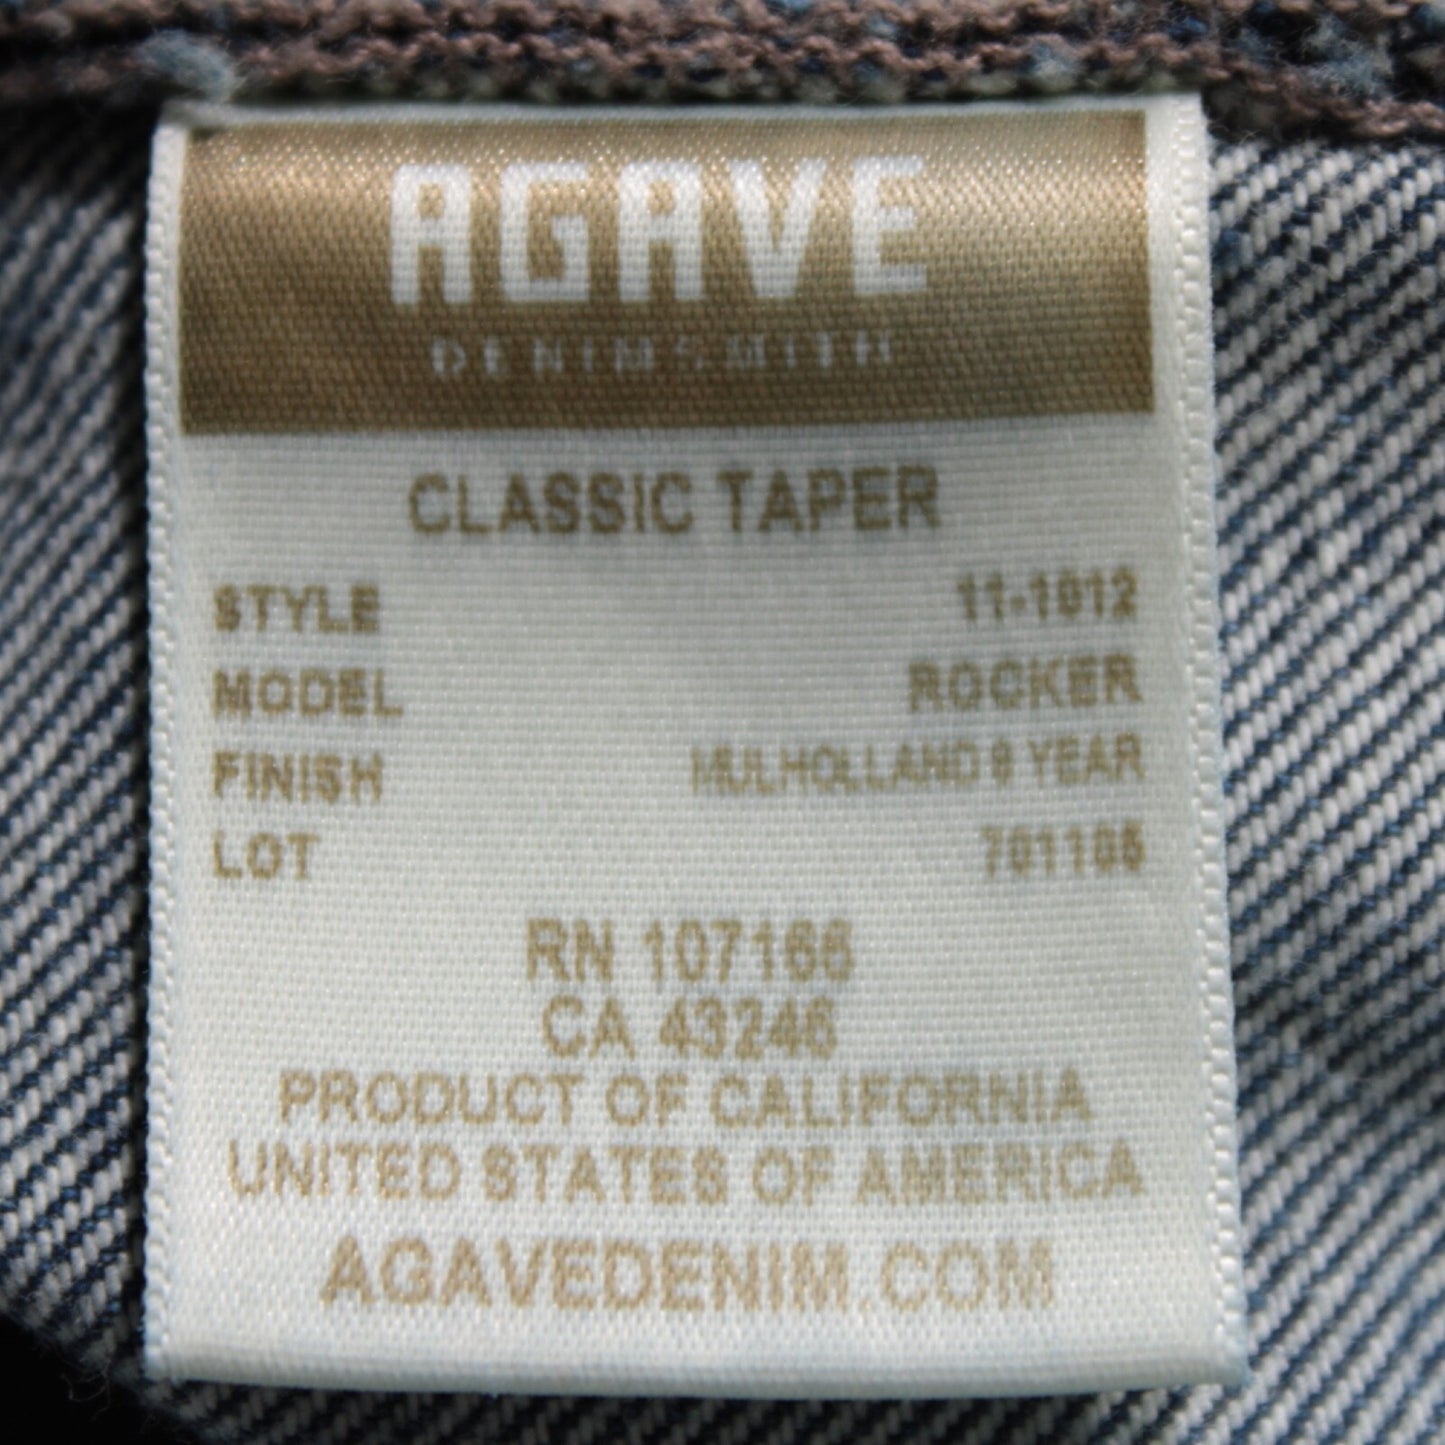 AGAVE
DENIMSMITH
CLASSIC TAPER
STYLE 11-1012
MODEL ROCKER
FINISH MULHOLLAND 8 YEAR
LOT 701105
RN 107166
CA 43246
PRODUCT OF CALIFORNIA
UNITED STATES OF AMERICA
AGAVEDENIM.COM